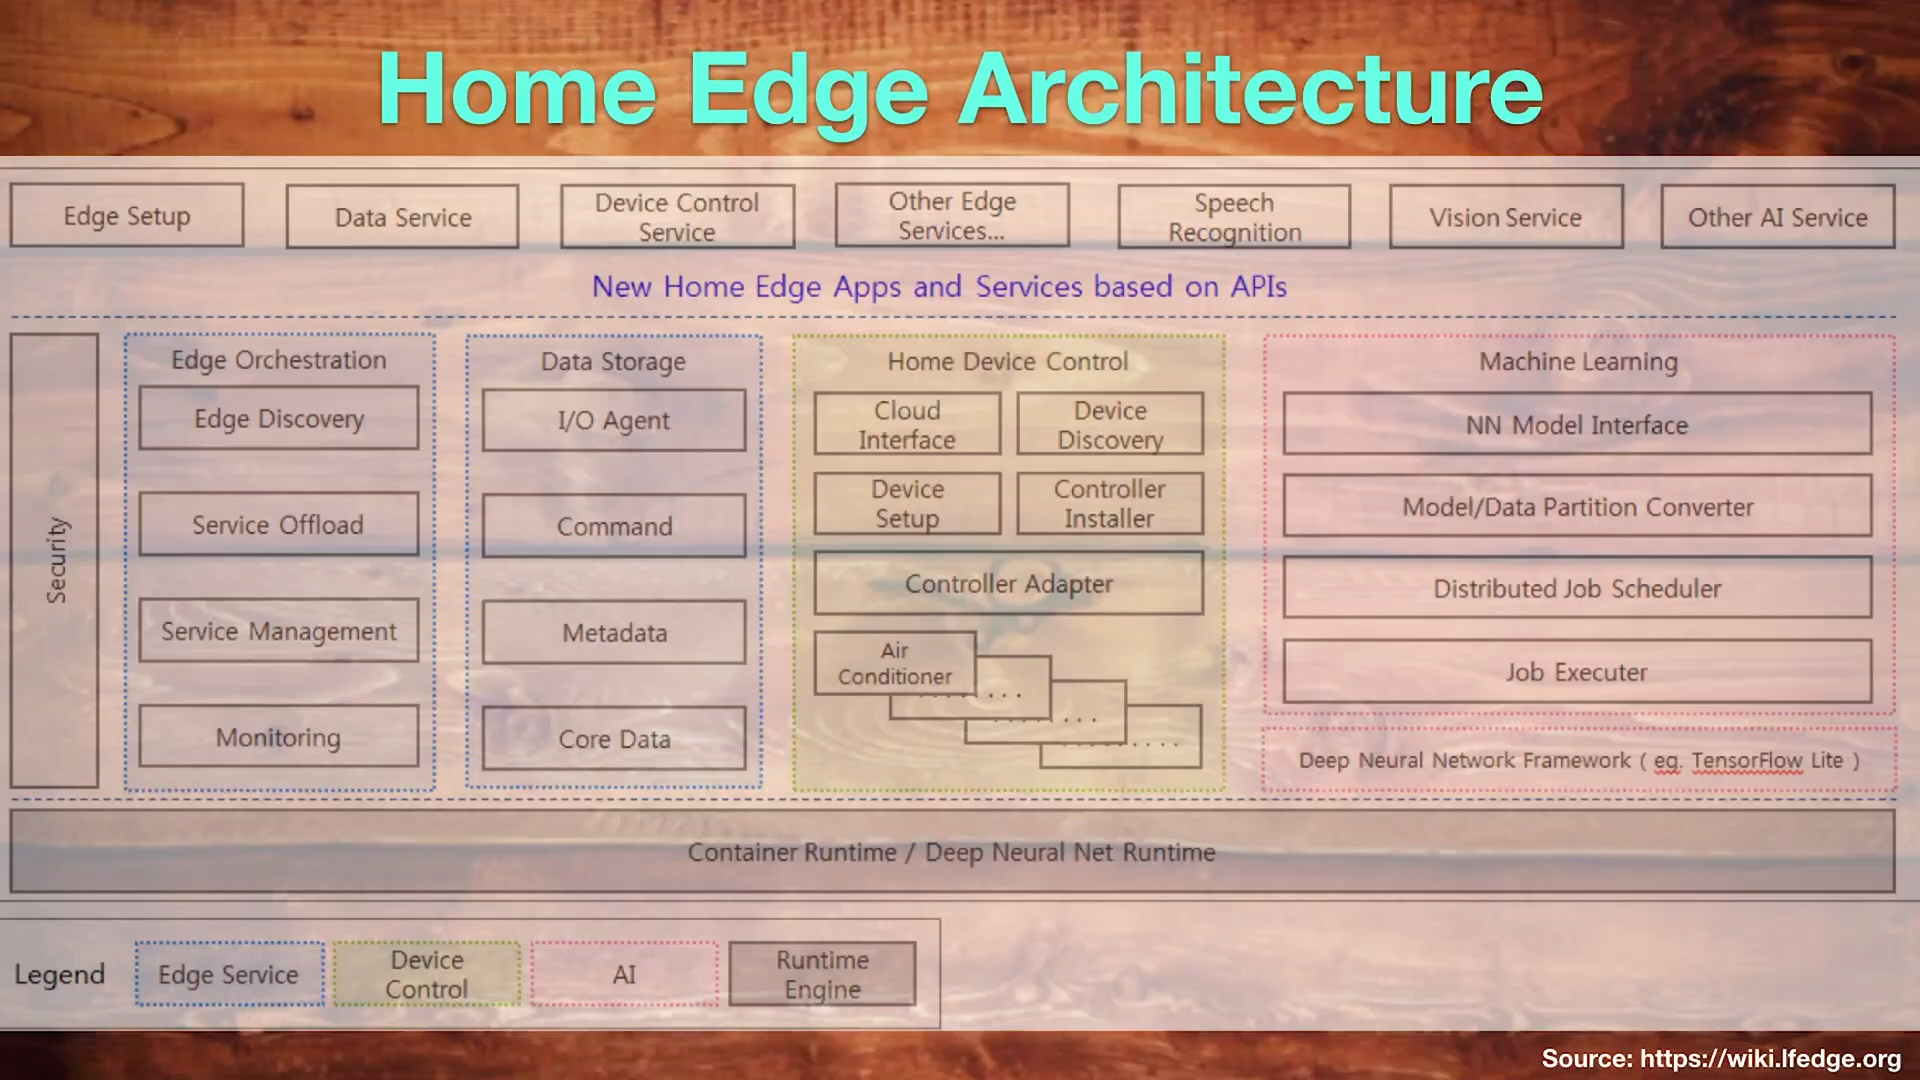 Home Edge Architecture
Edge Setup
Data Service
Device Control
Service
Other Edge
Services...
Speech
Recognition
Vision Service
Other AI Service
New Home Edge Apps and Services based on APIs
Security
Edge Orchestration
Edge Discovery
Service Offload
Service Management
Monitoring
Data Storage
I/O Agent
Command
Metadata
Core Data
Home Device Control
Cloud
Interface
Device
Discovery
Device
Setup
Controller
Installer
Controller Adapter
Air
Conditioner
Machine Learning
NN Model Interface
Model/Data Partition Converter
Distributed Job Scheduler
Job Executer
Deep Neural Network Framework ( eg. TensorFlow Lite )
Container Runtime / Deep Neural Net Runtime
Legend
Edge Service
Device
Control
AI
Runtime
Engine
Source: https://wiki.lfedge.org